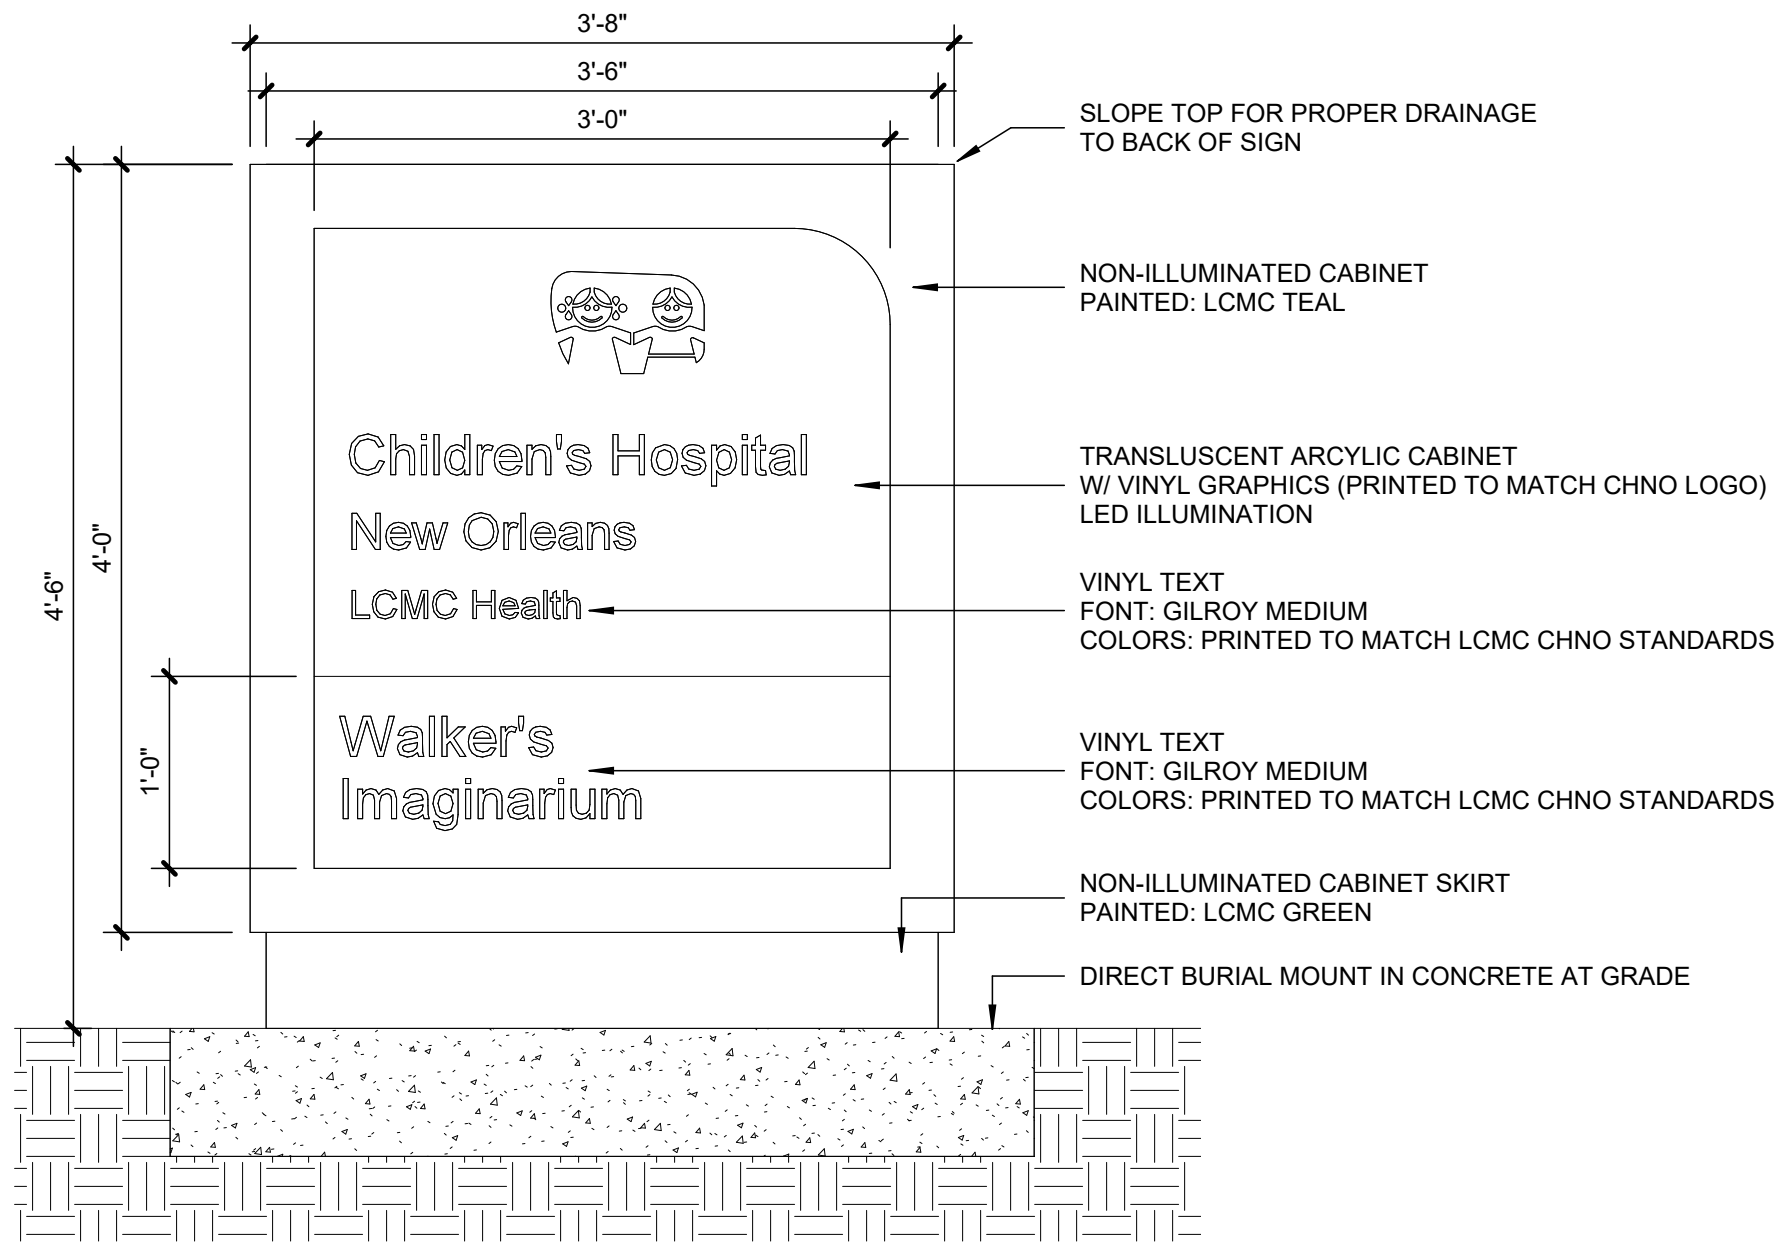 3'-8"
3'-6"
3'-0"
SLOPE TOP FOR PROPER DRAINAGE
TO BACK OF SIGN
NON-ILLUMINATED CABINET
PAINTED: LCMC TEAL
Children's Hospital
New Orleans
LCMC Health
TRANSLUSCENT ARCYLIC CABINET
W/ VINYL GRAPHICS (PRINTED TO MATCH CHNO LOGO)
LED ILLUMINATION
4'-6"
4'-0"
VINYL TEXT
FONT: GILROY MEDIUM
COLORS: PRINTED TO MATCH LCMC CHNO STANDARDS
1'-0"
Walker's
Imaginarium
VINYL TEXT
FONT: GILROY MEDIUM
COLORS: PRINTED TO MATCH LCMC CHNO STANDARDS
NON-ILLUMINATED CABINET SKIRT
PAINTED: LCMC GREEN
DIRECT BURIAL MOUNT IN CONCRETE AT GRADE